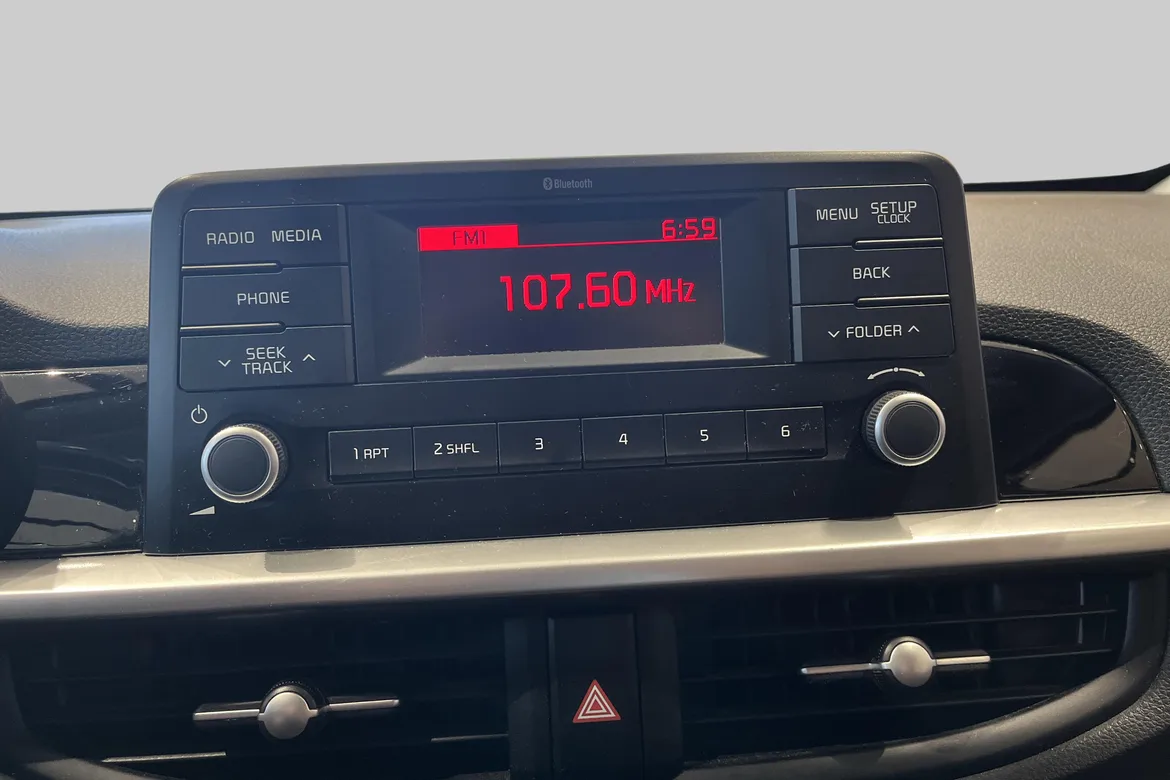 Bluetooth
RADIO MEDIA
PHONE
SEEK
TRACK
FM1
6:59
107.60 MHz
MENU SETUP
CLOCK
BACK
FOLDER
1 RPT
2 SHFL
3
4
5
6